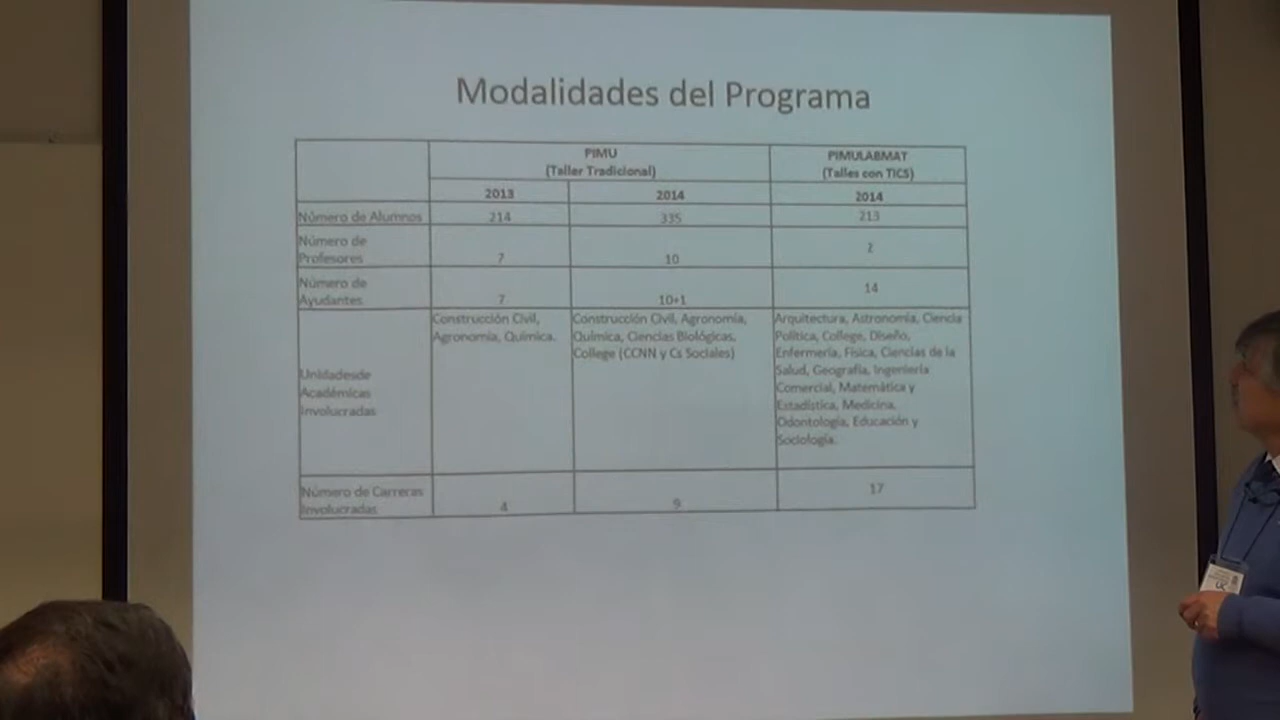 Modalidades del Programa
PIMU
(Taller Tradicional)
PIMULABMAT
(Talles con TICS)
2013
2014
2014
Número de Alumnos
214
335
213
Número de
Profesores
7
10
2
Número de
Ayudantes
7
10+1
14
Unidadesde
Académicas
Involucradas
Construcción Civil,
Agronomía, Química.
Construcción Civil, Agronomía,
Química, Ciencias Biológicas,
College (CCNN y Cs Sociales)
Arquitectura, Astronomía, Ciencia
Política, College, Diseño,
Enfermería, Física, Ciencias de la
Salud, Geografía, Ingeniería
Comercial, Matemática y
Estadística, Medicina,
Odontología, Educación y
Sociología.
Número de Carreras
Involucradas
4
9
17
UC